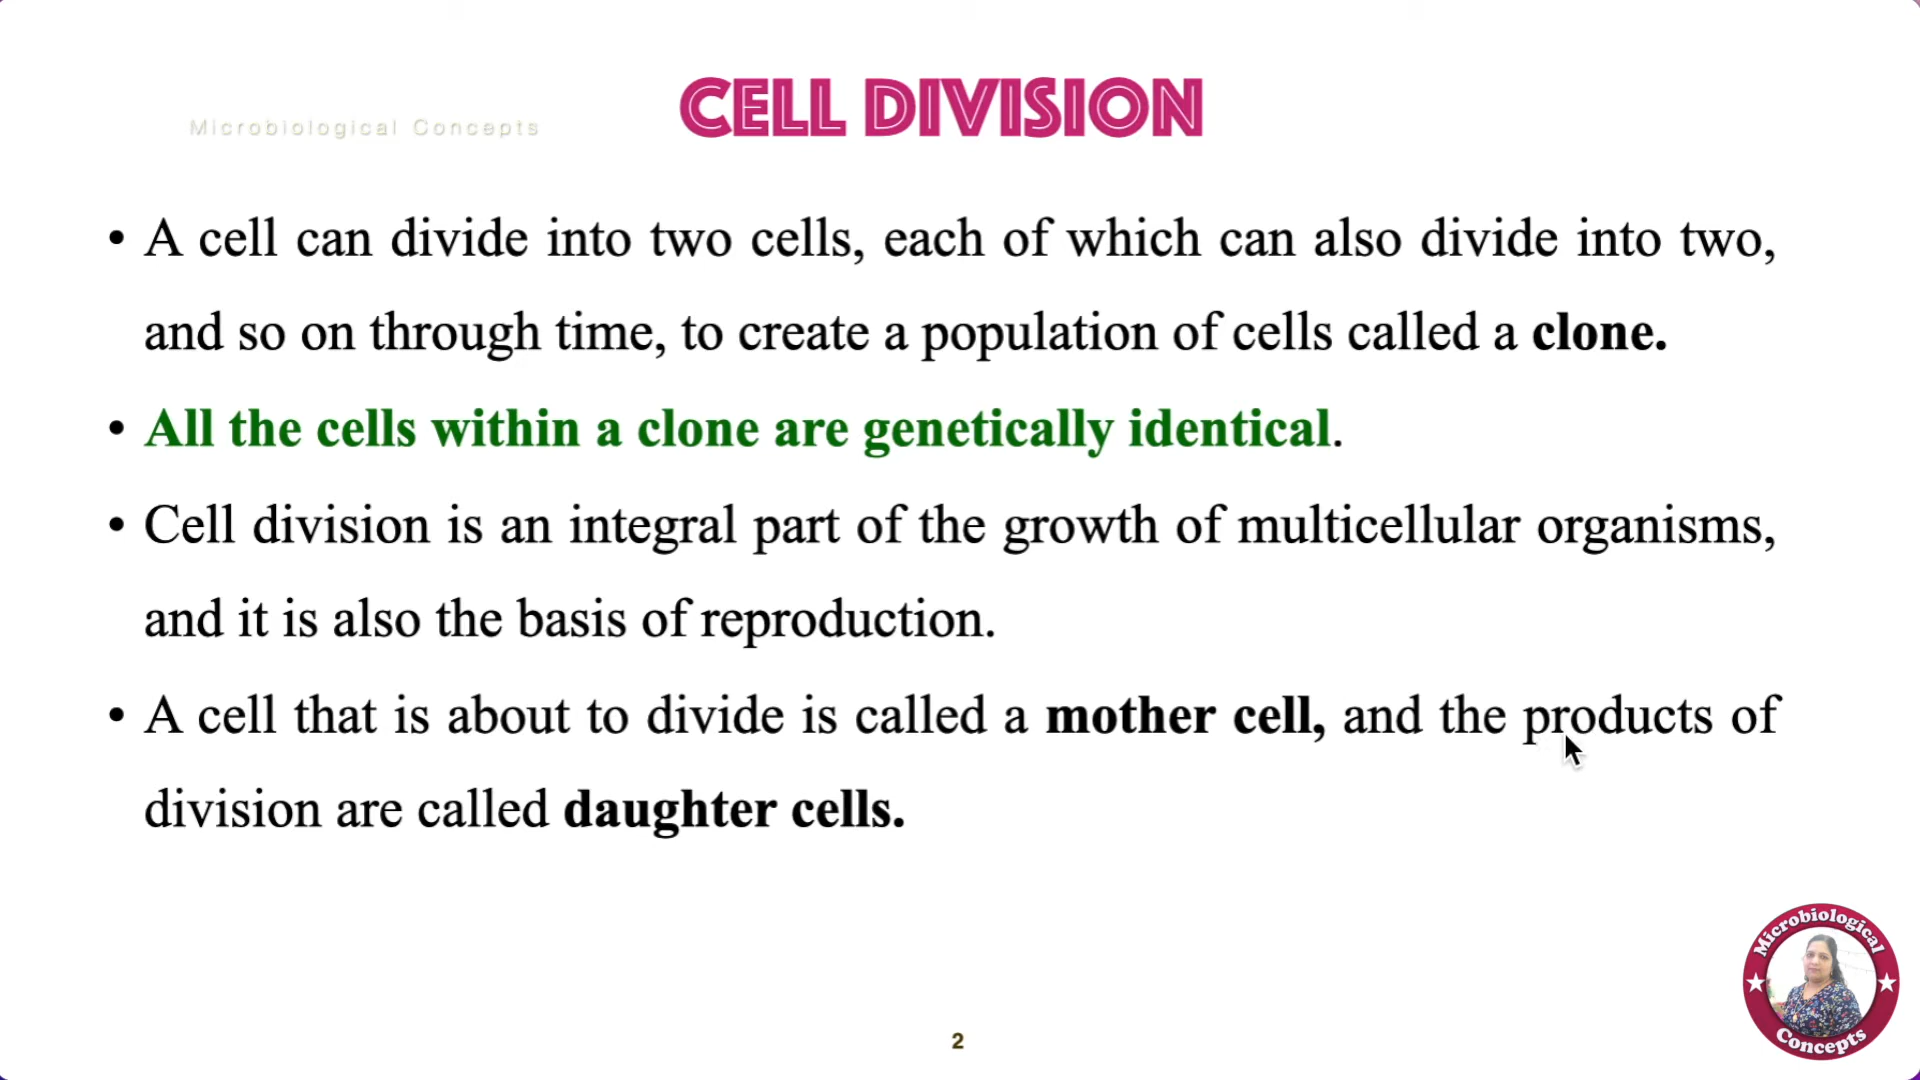 CELL DIVISION
Microbiological Concepts
• A cell can divide into two cells, each of which can also divide into two,
and so on through time, to create a population of cells called a clone.
• All the cells within a clone are genetically identical.
• Cell division is an integral part of the growth of multicellular organisms,
and it is also the basis of reproduction.
• A cell that is about to divide is called a mother cell, and the products of
division are called daughter cells.
Microbiological
Concepts
2